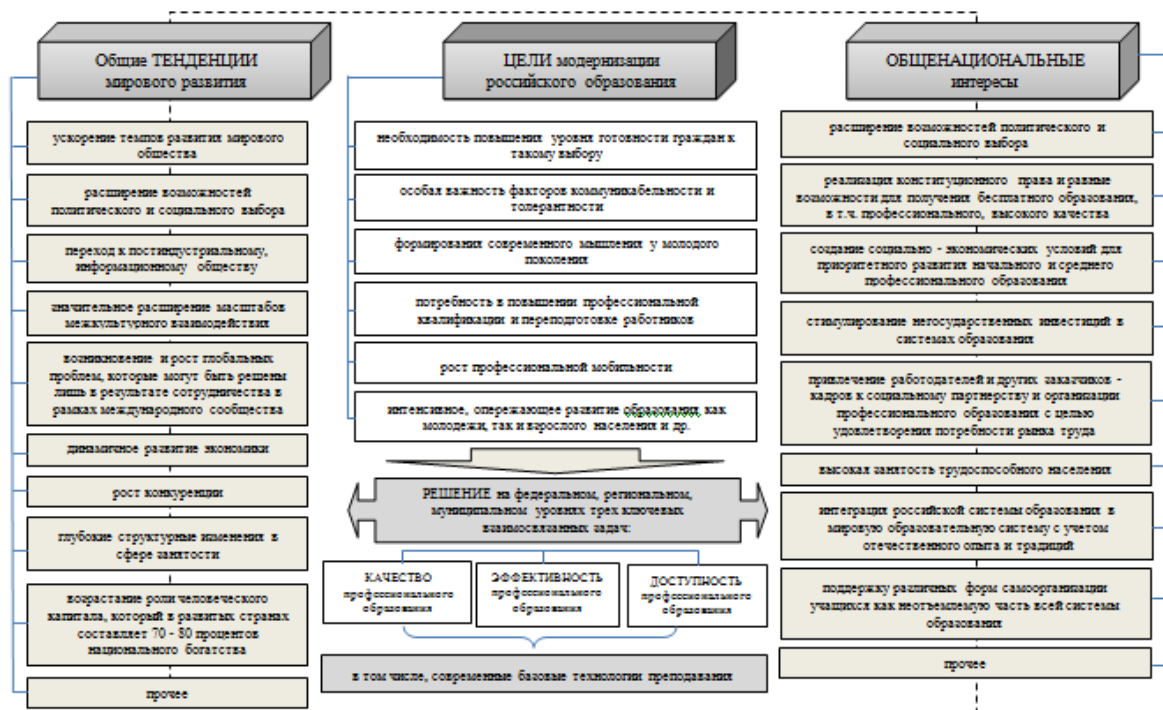 Общие ТЕНДЕНЦИИ
мирового развития
ускорение темпов развития мирового
общества
расширение возможностей
политического и социального выбора
переход к постиндустриальному,
информационному обществу
значительное расширение масштабов
межкультурного взаимодействия
возникновение и рост глобальных
проблем, которые могут быть решены
лишь в результате сотрудничества в
рамках международного сообщества
динамичное развитие экономики
рост конкуренции
глубокие структурные изменения в
сфере занятости
возрастание роли человеческого
капитала, который в развитых странах
составляет 70 - 80 процентов
национального богатства
прочее
ЦЕЛИ модернизации
российского образования
необходимость повышения уровня готовности граждан к
такому выбору
особая важность факторов коммуникабельности и
толерантности
формирования современного мышления у молодого
поколения
потребность в повышении профессиональной
квалификации и переподготовке работников
рост профессиональной мобильности
интенсивное, опережающее развитие образования, как
молодежи, так и взрослого населения и др.
РЕШЕНИЕ на федеральном, региональном,
муниципальном уровнях трех ключевых
взаимосвязанных задач:
КАЧЕСТВО
профессионального
образования
ЭФФЕКТИВНОСТЬ
профессионального
образования
ДОСТУПНОСТЬ
профессионального
образования
в том числе, современные базовые технологии преподавания
ОБЩЕНАЦИОНАЛЬНЫЕ
интересы
расширение возможностей политического и
социального выбора
реализация конституционного права и равные
возможности для получения бесплатного образования,
в т.ч. профессионального, высокого качества
создание социально - экономических условий для
приоритетного развития начального и среднего
профессионального образования
стимулирование негосударственных инвестиций в
системах образования
привлечение работодателей и других заказчиков -
кадров к социальному партнерству и организации
профессионального образования с целью
удовлетворения потребности рынка труда
высокая занятость трудоспособного населения
интеграция российской системы образования в
мировую образовательную систему с учетом
отечественного опыта и традиций
поддержку различных форм самоорганизации
учащихся как неотъемлемую часть всей системы
образования
прочее